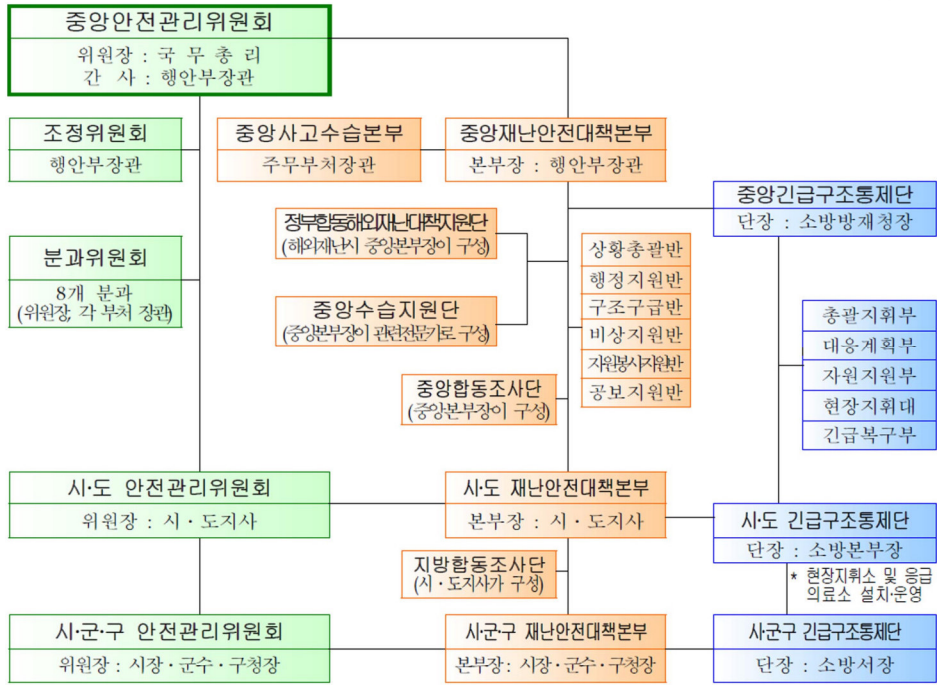 중앙안전관리위원회
위원장 : 국 무 총 리
간 사 : 행안부장관
조정위원회
행안부장관
중앙사고수습본부
주무부처장관
중앙재난안전대책본부
본부장 : 행안부장관
중앙긴급구조통제단
단장 : 소방방재청장
정부합동해외재난대책지원단
(해외재난시 중앙본부장이 구성)
분과위원회
8개 분과
(위원장, 각 부처 장관)
중앙수습지원단
(중앙본부장이 관련전문가로 구성)
상황총괄반
행정지원반
구조구급반
비상지원반
자원봉사지원반
공보지원반
총괄지휘부
대응계획부
자원지원부
현장지휘대
긴급복구부
중앙합동조사단
(중앙본부장이 구성)
시·도 안전관리위원회
위원장 : 시·도지사
시·도 재난안전대책본부
본부장 : 시·도지사
시·도 긴급구조통제단
단장 : 소방본부장
지방합동조사단
(시·도지사가 구성)
* 현장지휘소 및 응급
의료소 설치·운영
시·군·구 안전관리위원회
위원장 : 시장·군수·구청장
시·군·구 재난안전대책본부
본부장: 시장·군수·구청장
시·군·구 긴급구조통제단
단장 : 소방서장